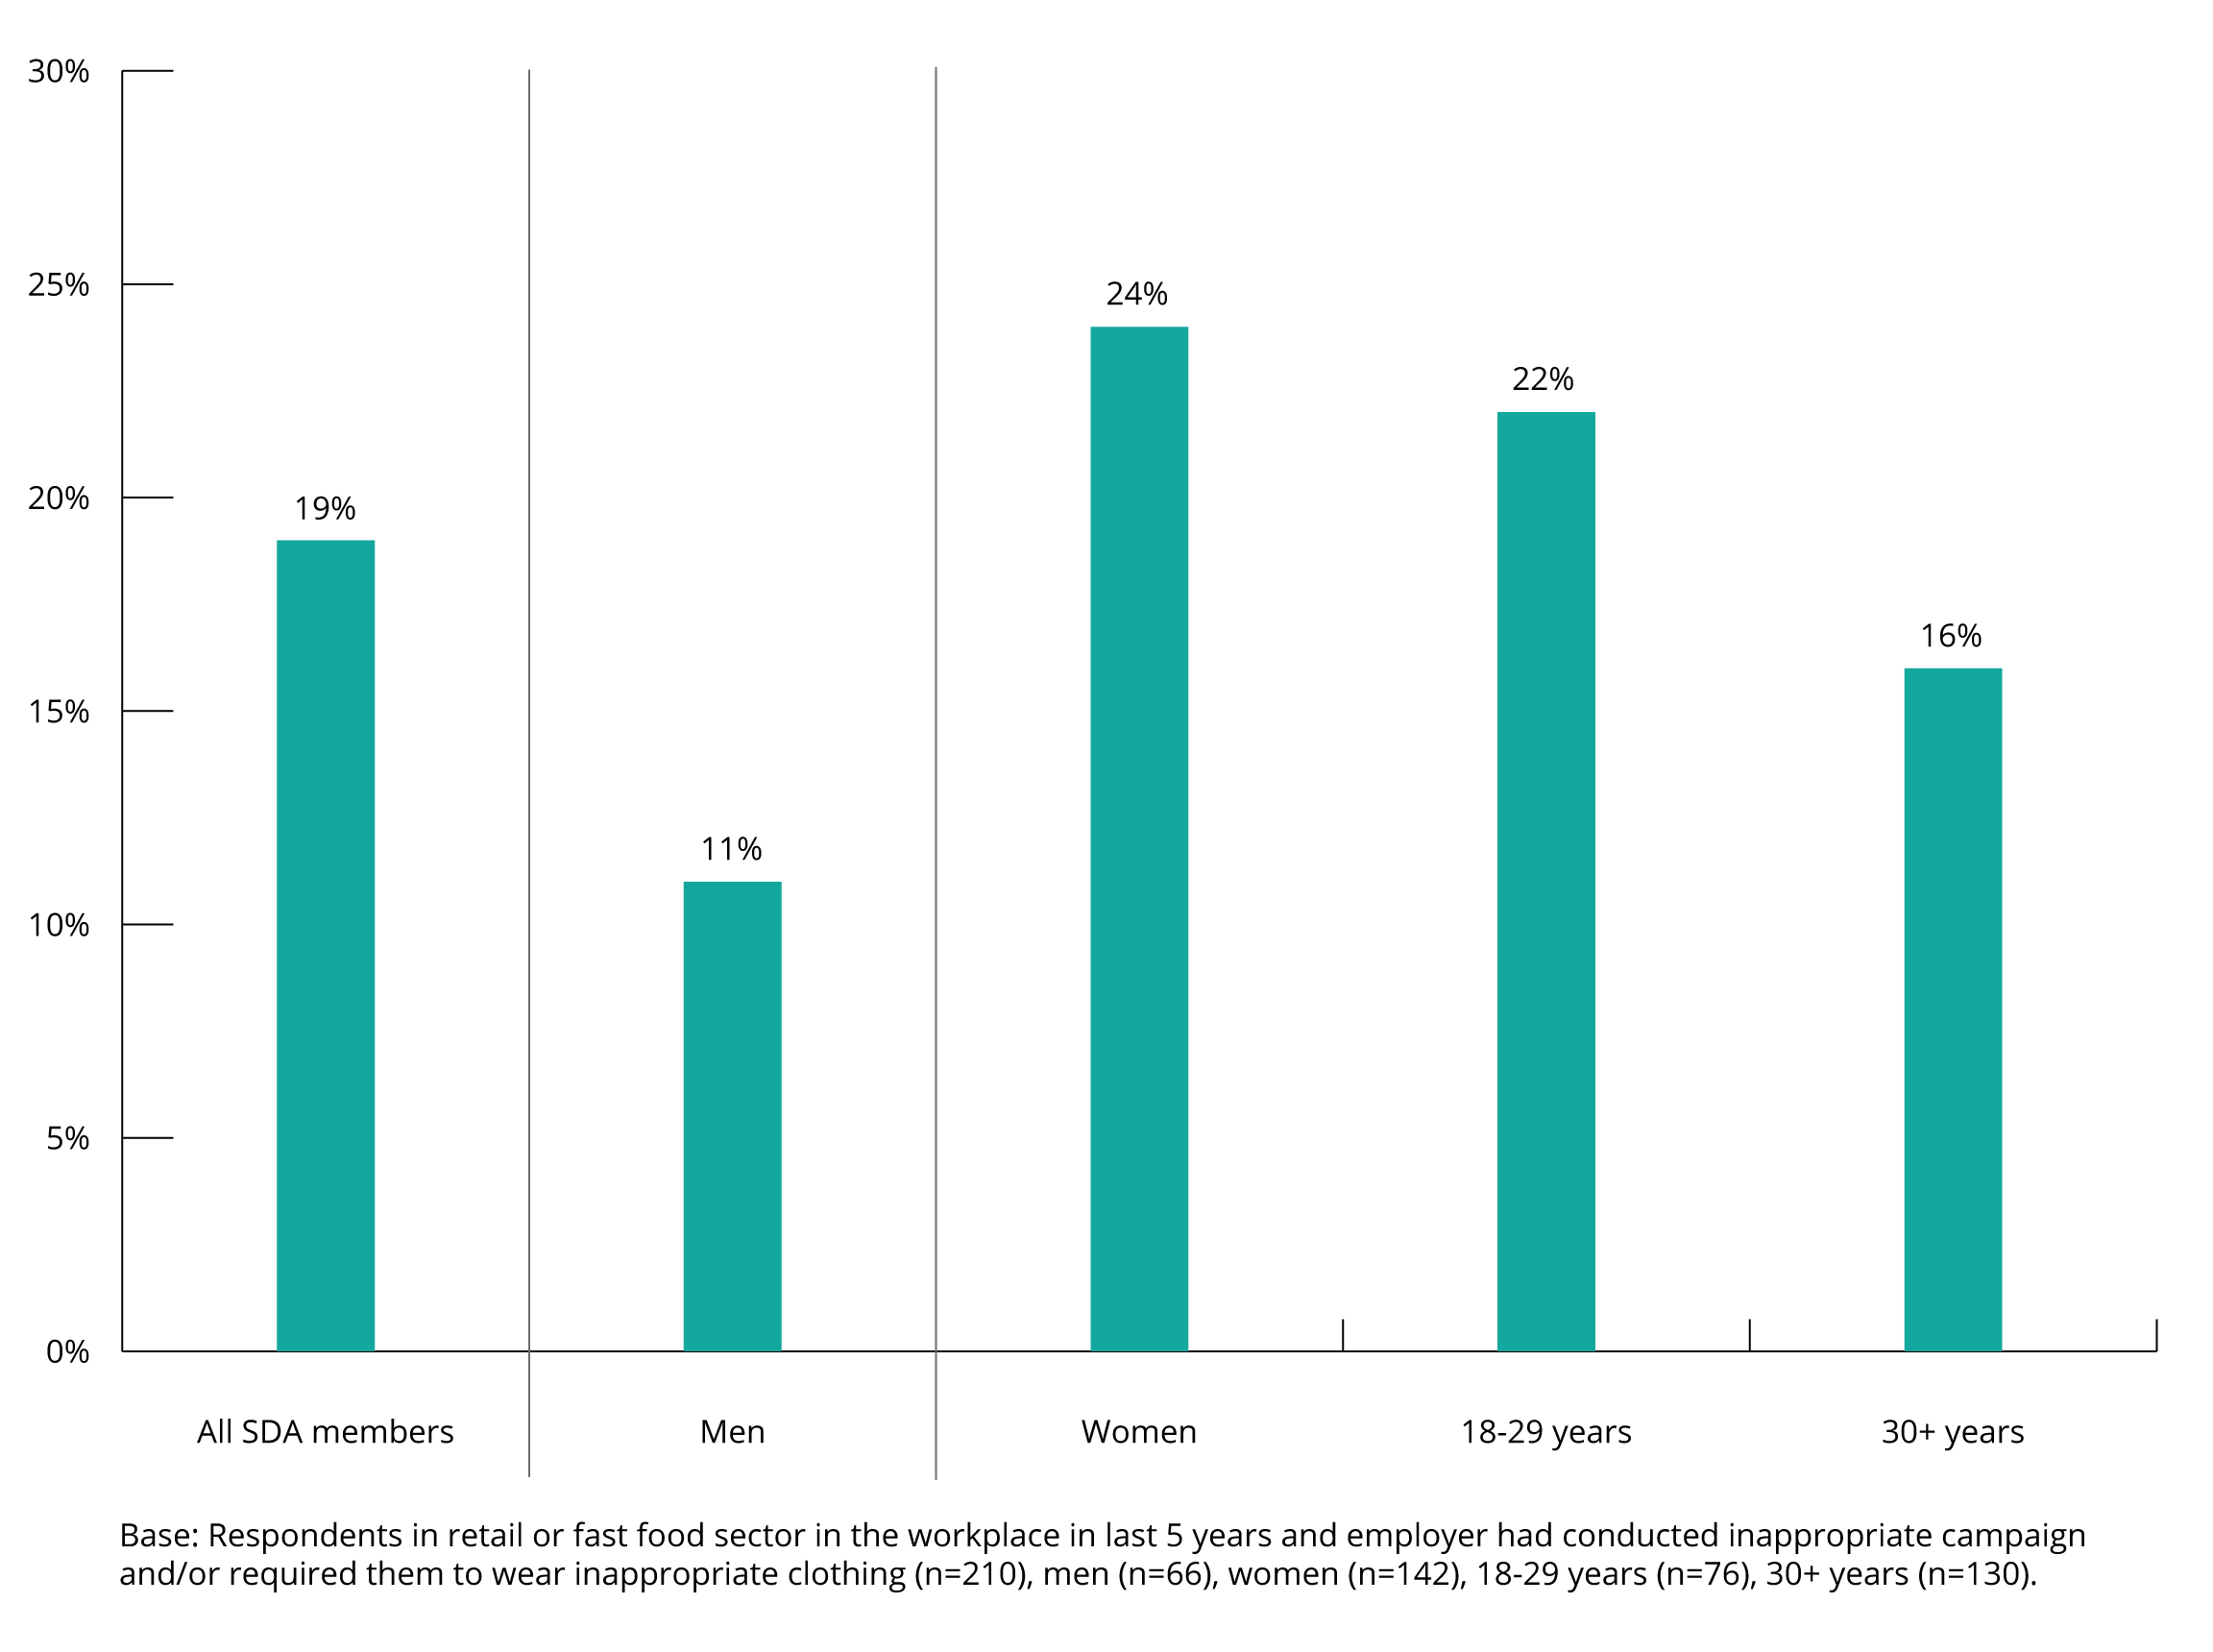 30%
25%
20%
15%
10%
5%
0%
19%
11%
24%
22%
16%
All SDA members
Men
Women
18-29 years
30+ years
Base: Respondents in retail or fast food sector in the workplace in last 5 years and employer had conducted inappropriate campaign
and/or required them to wear inappropriate clothing (n=210), men (n=66), women (n=142), 18-29 years (n=76), 30+ years (n=130).